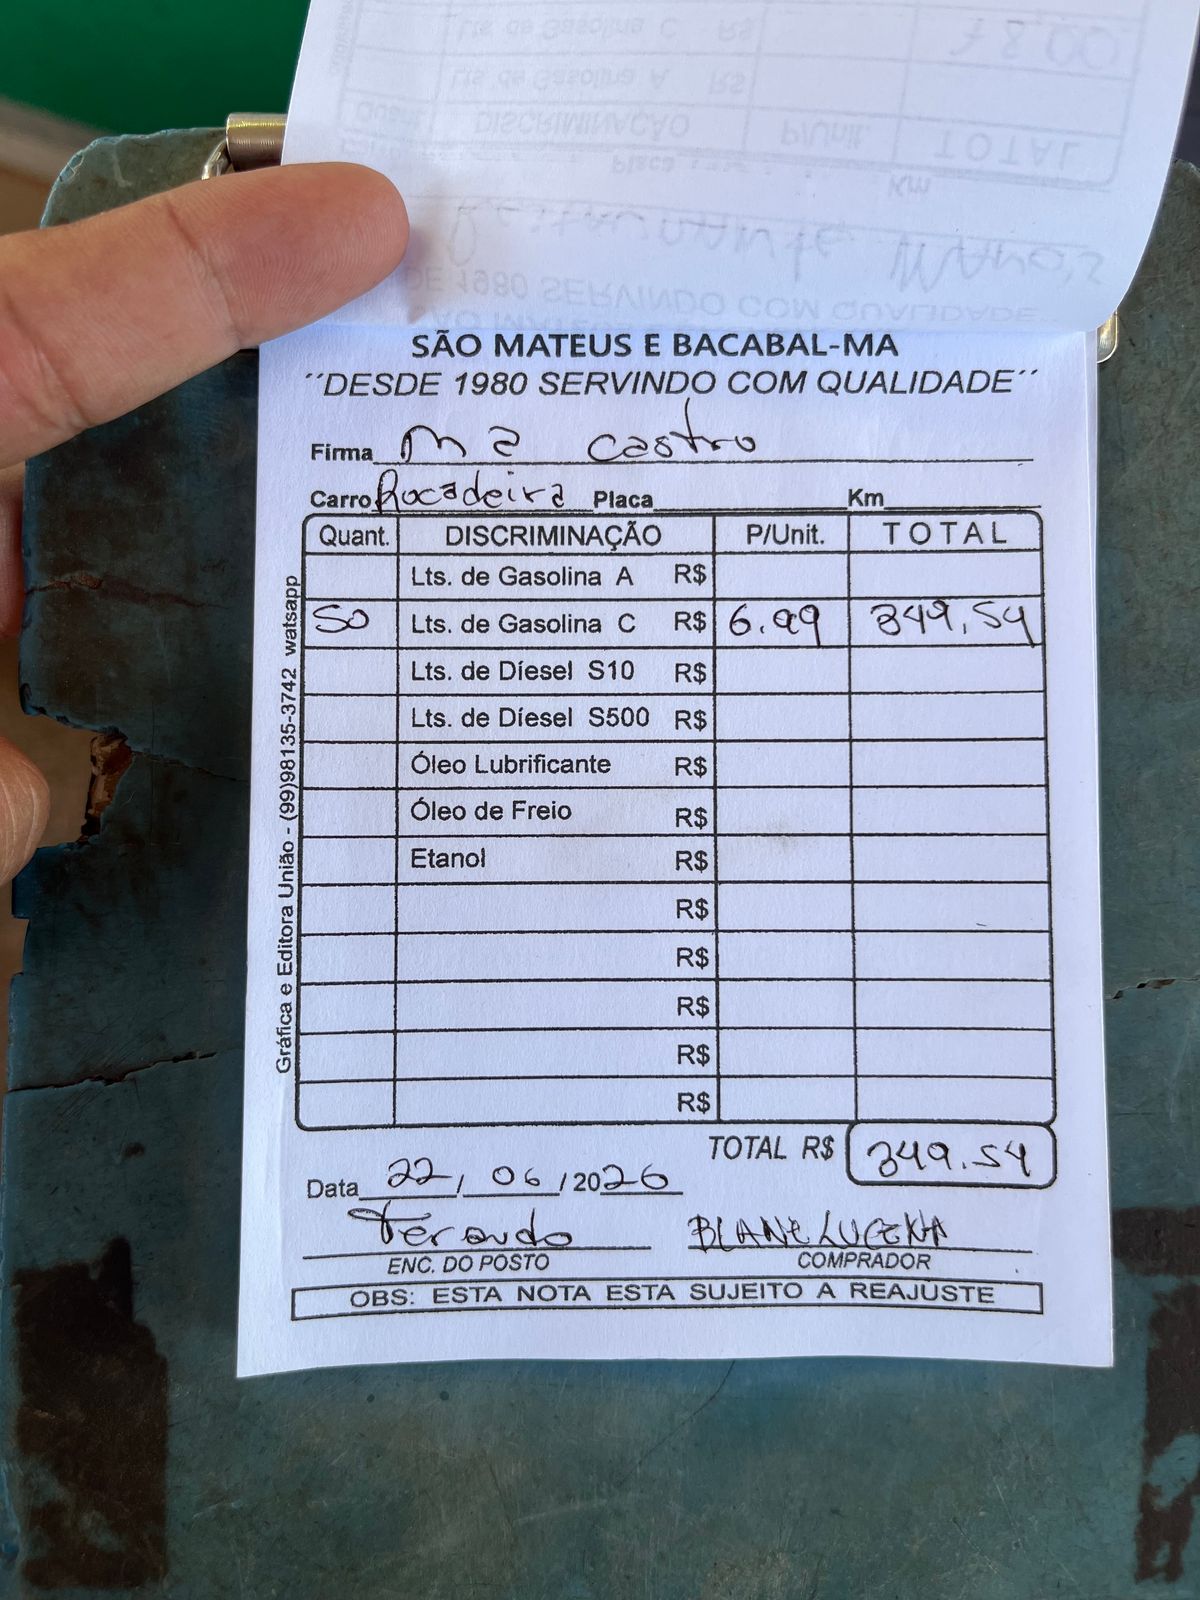 SÃO MATEUS E BACABAL-MA
´´DESDE 1980 SERVINDO COM QUALIDADE´´
Firma m a castro
Carro Rocadeira Placa Km
Quant. DISCRIMINAÇÃO P/Unit. TOTAL
Lts. de Gasolina A R$
50 Lts. de Gasolina C R$ 6.99 349,54
Lts. de Díesel S10 R$
Lts. de Díesel S500 R$
Óleo Lubrificante R$
Óleo de Freio R$
Etanol R$
R$
R$
R$
R$
R$
TOTAL R$ 349.54
Data 22, 06 / 2026
BLANE LUCENA
ENC. DO POSTO COMPRADOR
OBS: ESTA NOTA ESTA SUJEITO A REAJUSTE
Gráfica e Editora União - (99)98135-3742 watsapp